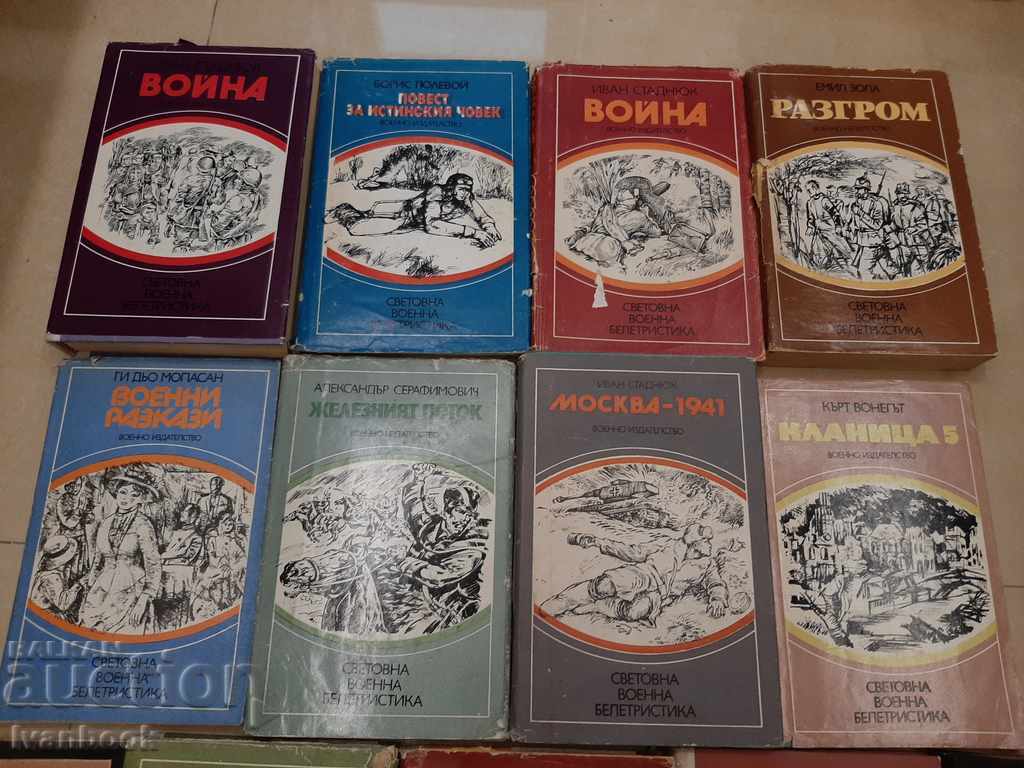 ВОЙНА
СВЕТОВНА
ВОЕННА
БЕЛЕТРИСТИКА
БОРИС ПОЛЕВОЙ
ПОВЕСТ
ЗА ИСТИНСКИЯ ЧОВЕК
ВОЕННО ИЗДАТЕЛСТВО
СВЕТОВНА
ВОЕННА
БЕЛЕТРИСТИКА
ИВАН СТАДНЮК
ВОЙНА
ВОЕННО ИЗДАТЕЛСТВО
СВЕТОВНА
ВОЕННА
БЕЛЕТРИСТИКА
ЕМИЛ ЗОЛА
РАЗГРОМ
ВОЕННО ИЗДАТЕЛСТВО
СВЕТОВНА
ВОЕННА
БЕЛЕТРИСТИКА
ГИ ДЬО МОПАСАН
ВОЕННИ
РАЗКАЗИ
ВОЕННО ИЗДАТЕЛСТВО
СВЕТОВНА
ВОЕННА
БЕЛЕТРИСТИКА
АЛЕКСАНДЪР СЕРАФИМОВИЧ
ЖЕЛЕЗНИЯТ ПОТОК
ВОЕННО ИЗДАТЕЛСТВО
СВЕТОВНА
ВОЕННА
БЕЛЕТРИСТИКА
ИВАН СТАДНЮК
МОСКВА-1941
ВОЕННО ИЗДАТЕЛСТВО
СВЕТОВНА
ВОЕННА
БЕЛЕТРИСТИКА
КЪРТ ВОНЕГЪТ
КЛАНИЦА 5
ВОЕННО ИЗДАТЕЛСТВО
СВЕТОВНА
ВОЕННА
БЕЛЕТРИСТИКА
БАЛКАН
auction
Ivanbook